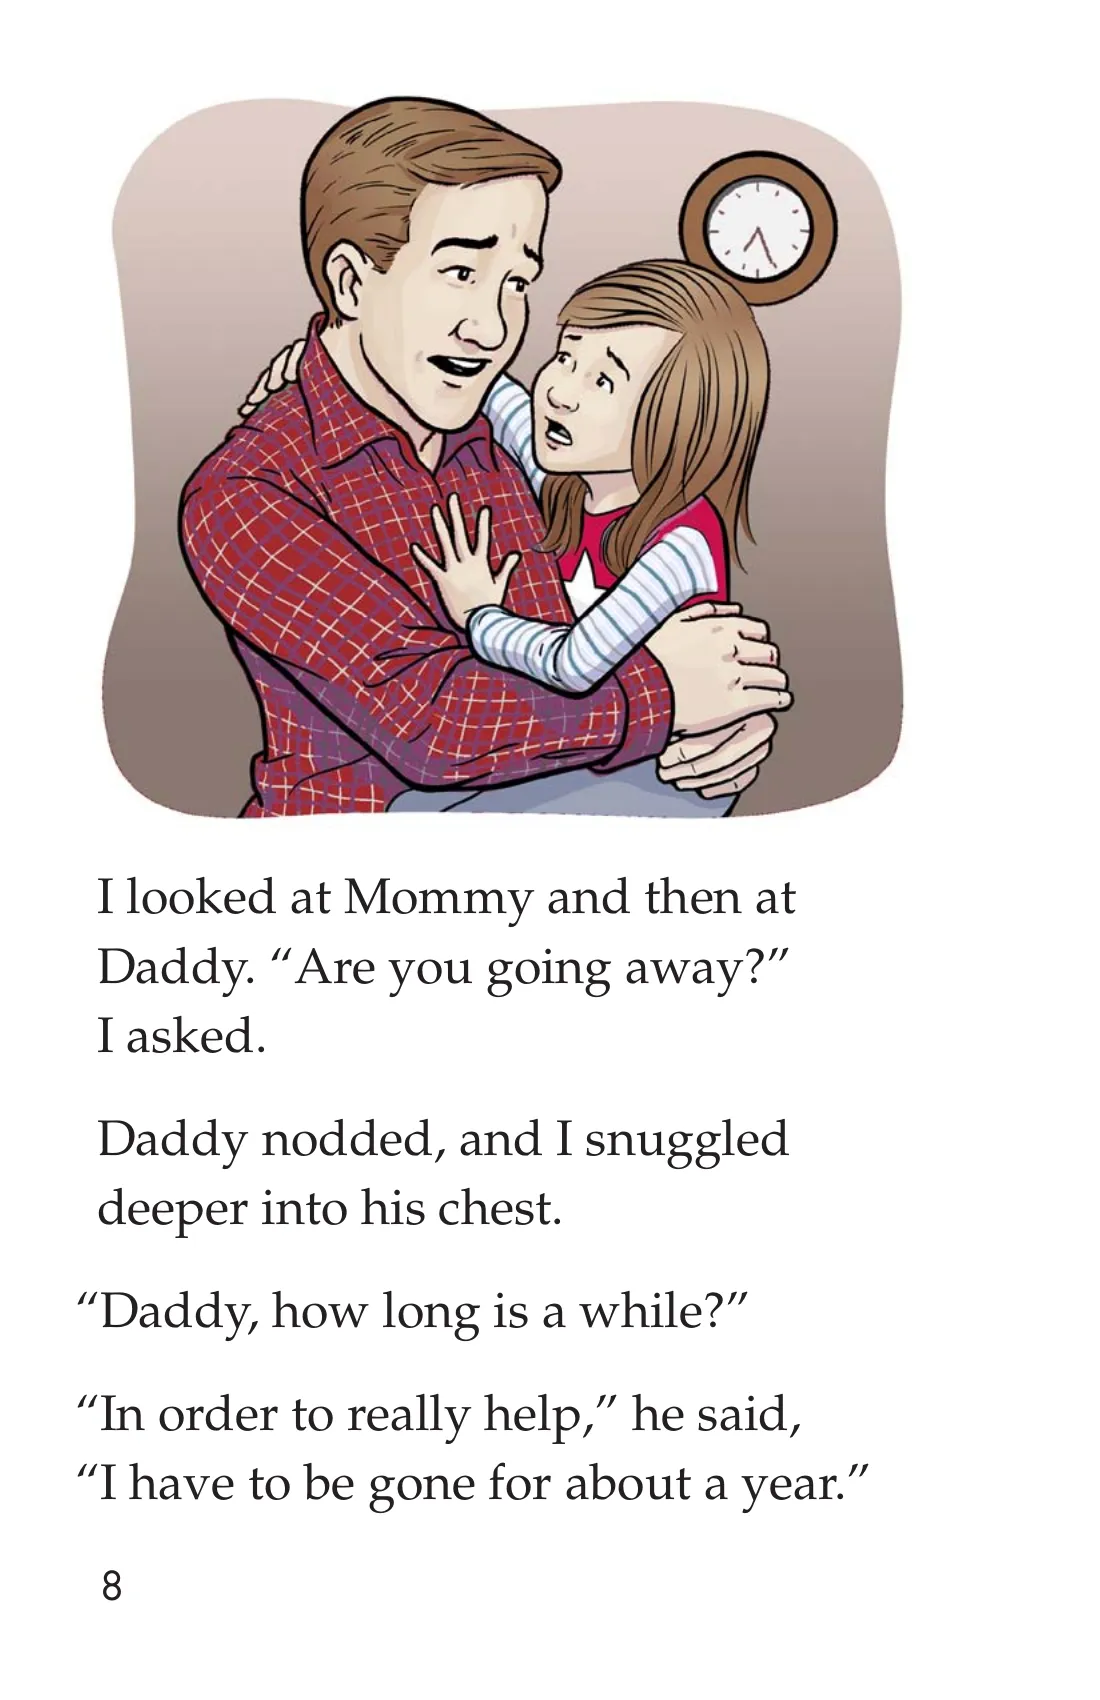 I looked at Mommy and then at
Daddy. “Are you going away?”
I asked.
Daddy nodded, and I snuggled
deeper into his chest.
“Daddy, how long is a while?”
“In order to really help,” he said,
“I have to be gone for about a year.”
8